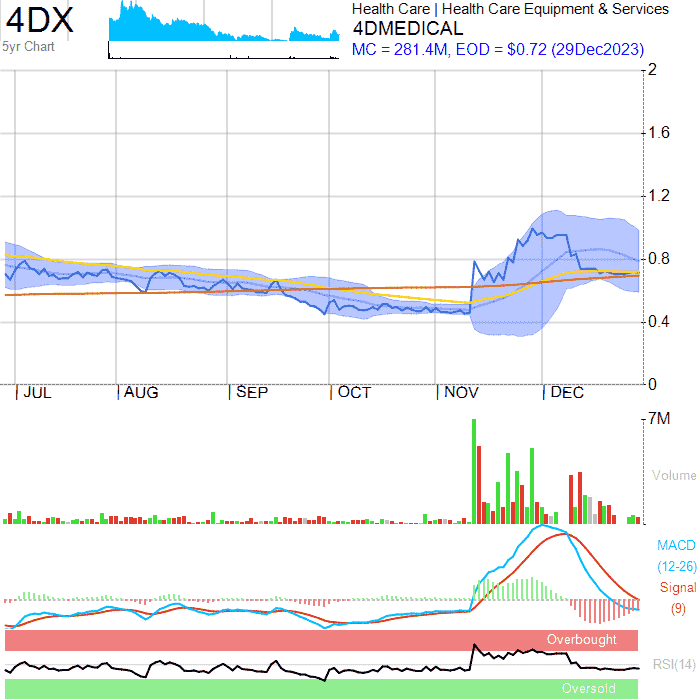 4DX
5yr Chart
Health Care | Health Care Equipment & Services
4DMEDICAL
MC = 281.4M, EOD = $0.72 (29Dec2023)
2
1.6
1.2
0.8
0.4
0
JUL
AUG
SEP
OCT
NOV
DEC
7M
Volume
MACD
(12-26)
Signal
(9)
Overbought
RSI(14)
Oversold